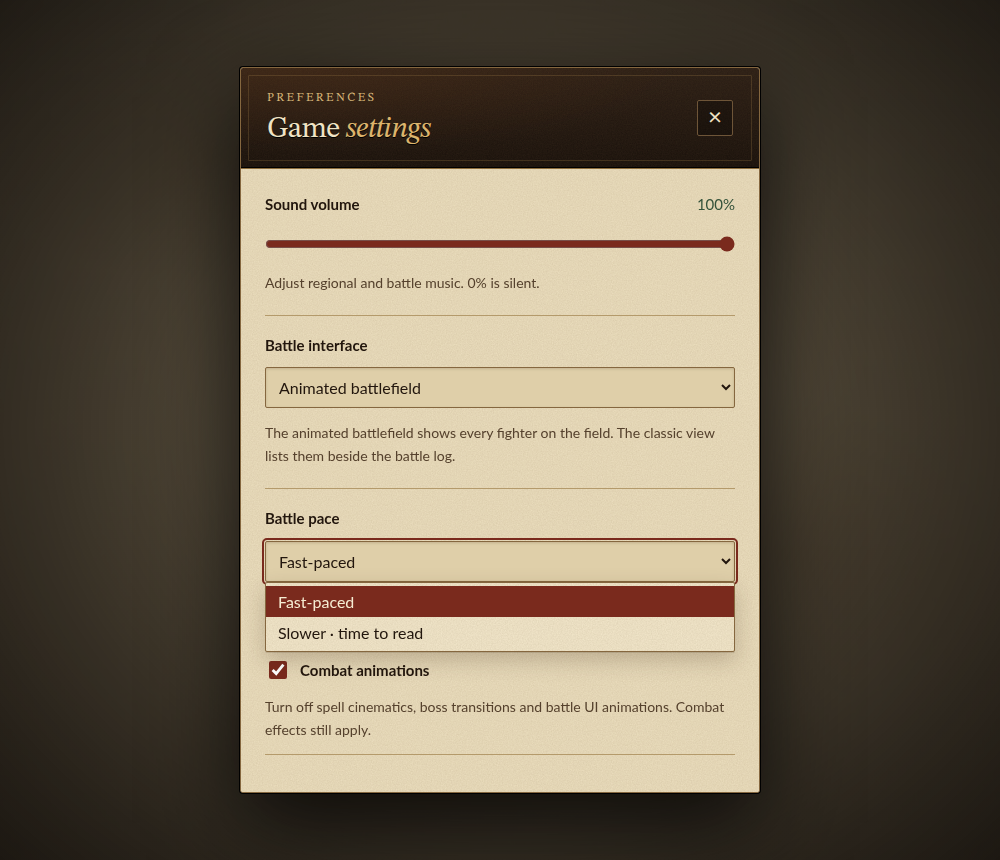 PREFERENCES
Game settings
✕
Sound volume
100%
Adjust regional and battle music. 0% is silent.
Battle interface
Animated battlefield
The animated battlefield shows every fighter on the field. The classic view
lists them beside the battle log.
Battle pace
Fast-paced
Fast-paced
Slower · time to read
Combat animations
Turn off spell cinematics, boss transitions and battle UI animations. Combat
effects still apply.